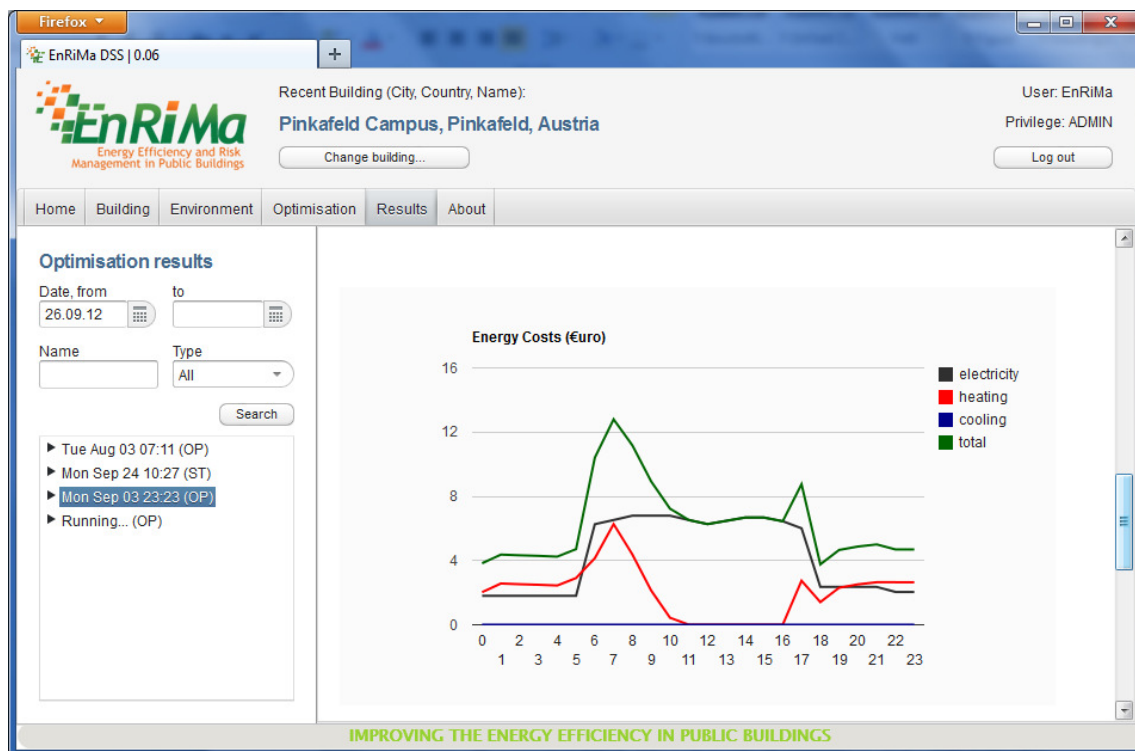 Firefox
EnRiMa DSS | 0.06
EnRiMa
Energy Efficiency and Risk
Management in Public Buildings
Recent Building (City, Country, Name):
Pinkafeld Campus, Pinkafeld, Austria
Change building...
User: EnRiMa
Privilege: ADMIN
Log out
Home Building Environment Optimisation Results About
Optimisation results
Date, from to
26.09.12
Name Type
All
Search
Tue Aug 03 07:11 (OP)
Mon Sep 24 10:27 (ST)
Mon Sep 03 23:23 (OP)
Running... (OP)
Energy Costs (€uro)
16
12
8
4
0
0 2 4 6 8 10 12 14 16 18 20 22
1 3 5 7 9 11 13 15 17 19 21 23
electricity
heating
cooling
total
IMPROVING THE ENERGY EFFICIENCY IN PUBLIC BUILDINGS